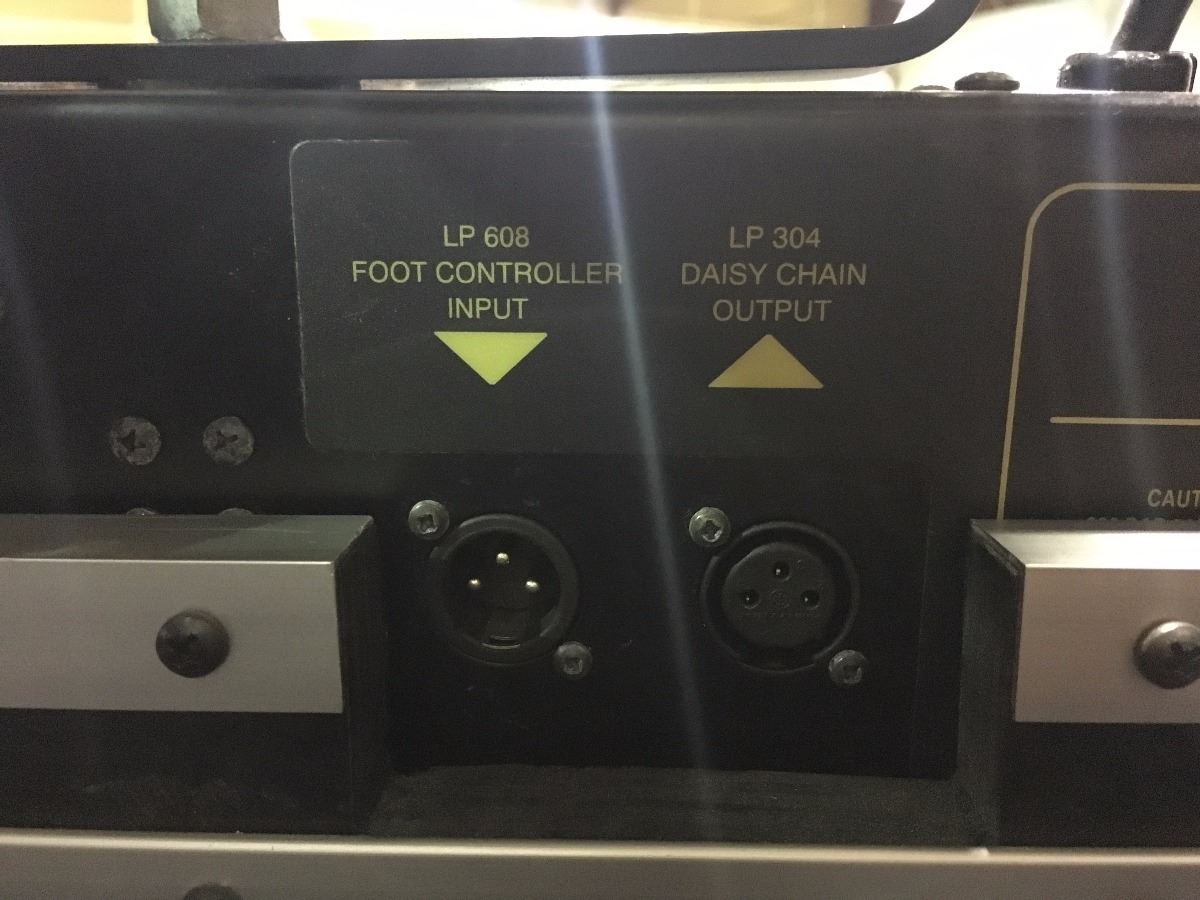 LP 608
FOOT CONTROLLER
INPUT
LP 304
DAISY CHAIN
OUTPUT
CAUT